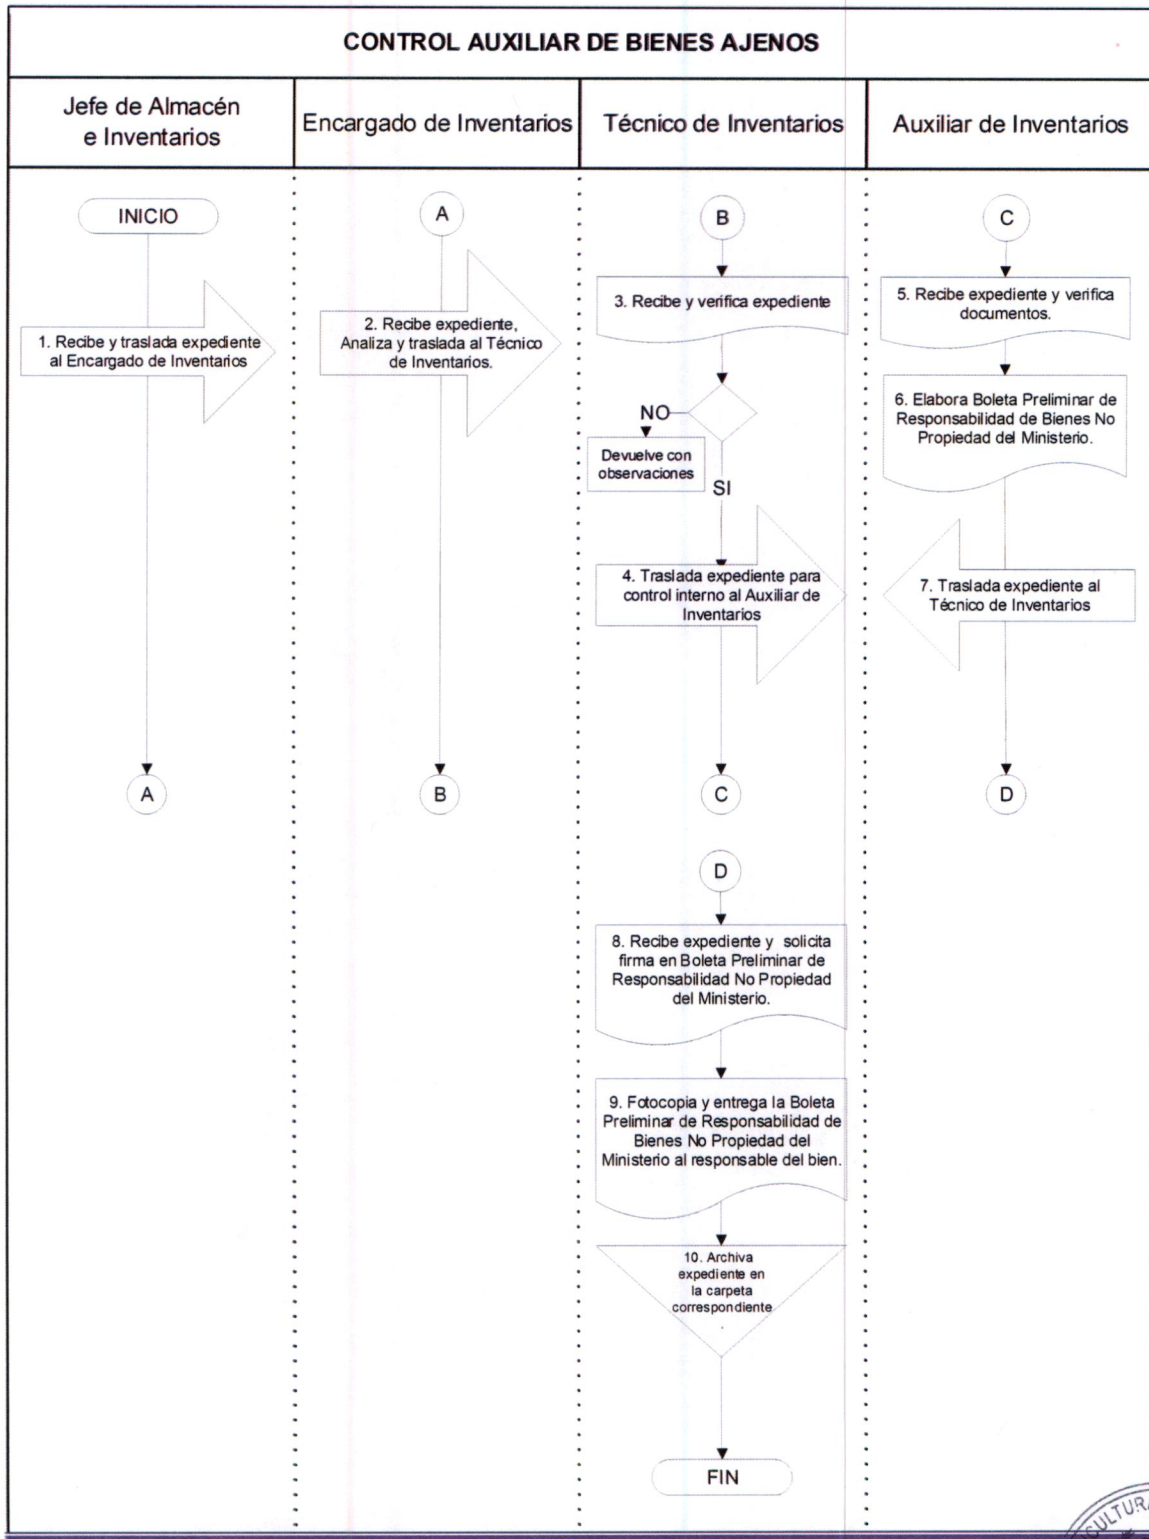 CONTROL AUXILIAR DE BIENES AJENOS
Jefe de Almacén
e Inventarios
Encargado de Inventarios
Técnico de Inventarios
Auxiliar de Inventarios
INICIO
1. Recibe y traslada expediente
al Encargado de Inventarios
A
A
2. Recibe expediente,
Analiza y traslada al Técnico
de Inventarios.
B
B
3. Recibe y verifica expediente
NO
Devuelve con
observaciones
SI
4. Traslada expediente para
control interno al Auxiliar de
Inventarios
C
C
5. Recibe expediente y verifica
documentos.
6. Elabora Boleta Preliminar de
Responsabilidad de Bienes No
Propiedad del Ministerio.
7. Traslada expediente al
Técnico de Inventarios
D
D
8. Recibe expediente y solicita
firma en Boleta Preliminar de
Responsabilidad No Propiedad
del Ministerio.
9. Fotocopia y entrega la Boleta
Preliminar de Responsabilidad de
Bienes No Propiedad del
Ministerio al responsable del bien.
10. Archiva
expediente en
la carpeta
correspondiente
.
FIN